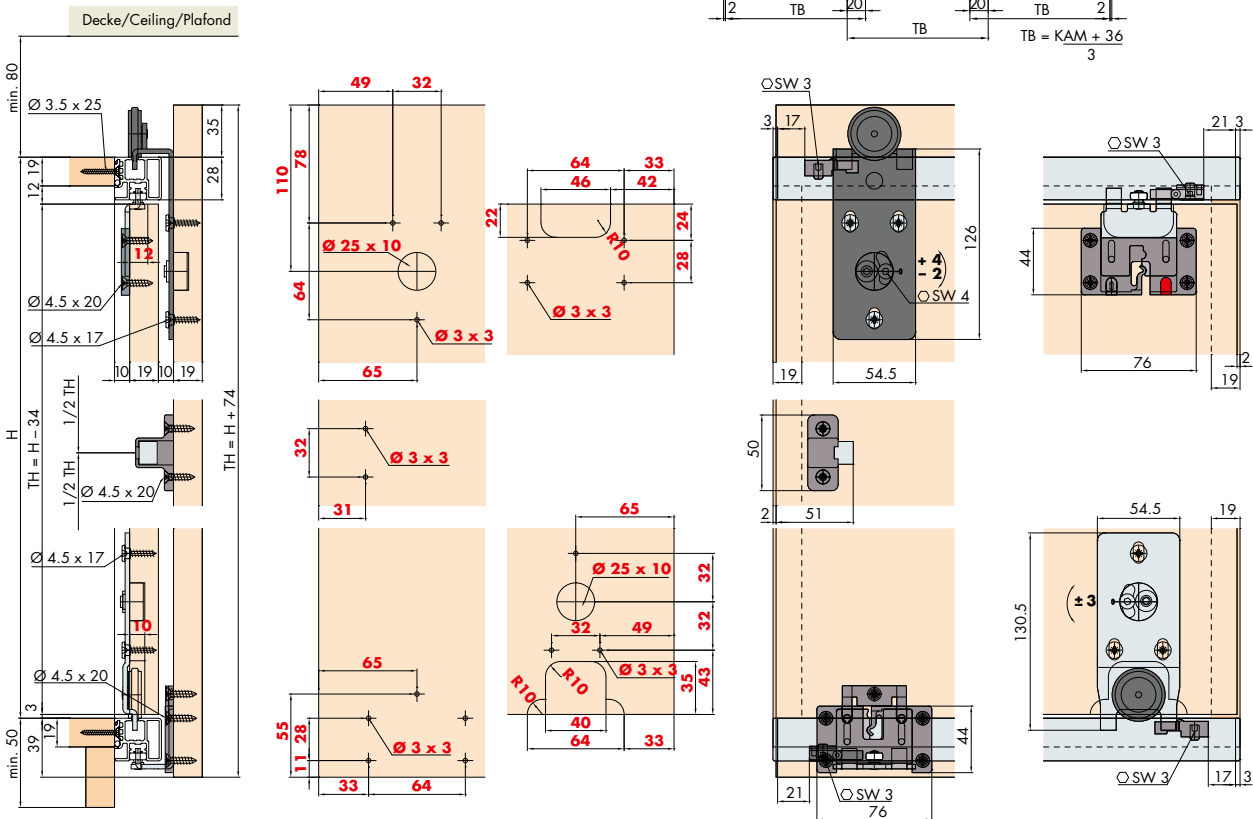 Decke/Ceiling/Plafond
2
TB
20
20
TB
2
TB
TB = KAM + 36
3
min. 80
Ø 3.5 x 25
19
12
35
28
12
Ø 4.5 x 20
Ø 4.5 x 17
10
19
10
19
H
TH = H – 34
1/2 TH
1/2 TH
Ø 4.5 x 20
TH = H + 74
Ø 4.5 x 17
10
Ø 4.5 x 20
3
19
39
min. 50
49
32
78
110
Ø 25 x 10
64
Ø 3 x 3
65
64
33
46
42
22
24
R10
28
Ø 3 x 3
32
Ø 3 x 3
31
65
55
28
11
Ø 3 x 3
33
64
65
Ø 25 x 10
32
32
32
49
Ø 3 x 3
R10
R10
35
43
40
64
33
SW 3
3
17
126
+ 4
– 2
SW 4
19
54.5
21
3
SW 3
44
76
2
19
50
2
51
44
21
SW 3
76
54.5
19
± 3
130.5
SW 3
17
3